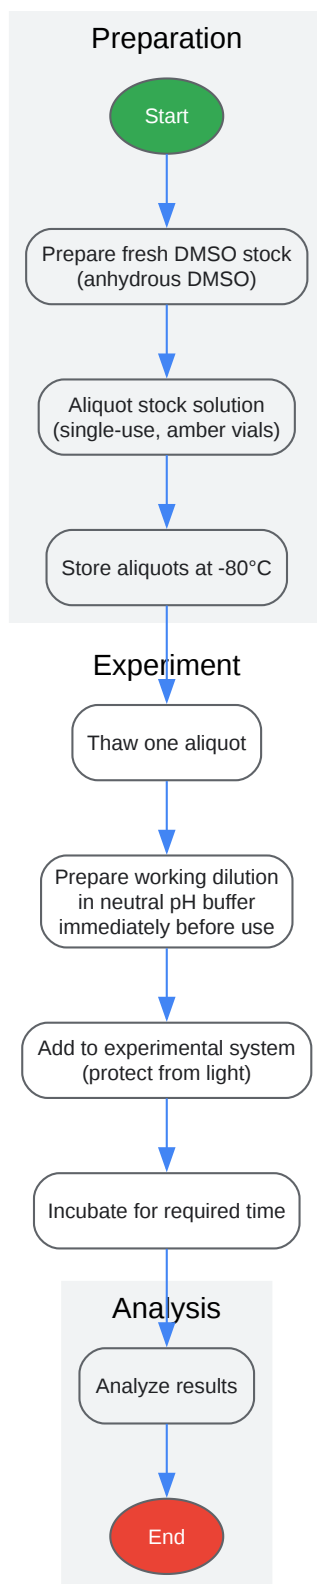 Preparation
Start
Prepare fresh DMSO stock
(anhydrous DMSO)
Aliquot stock solution
(single-use, amber vials)
Store aliquots at -80°C
Experiment
Thaw one aliquot
Prepare working dilution
in neutral pH buffer
immediately before use
Add to experimental system
(protect from light)
Incubate for required time
Analysis
Analyze results
End